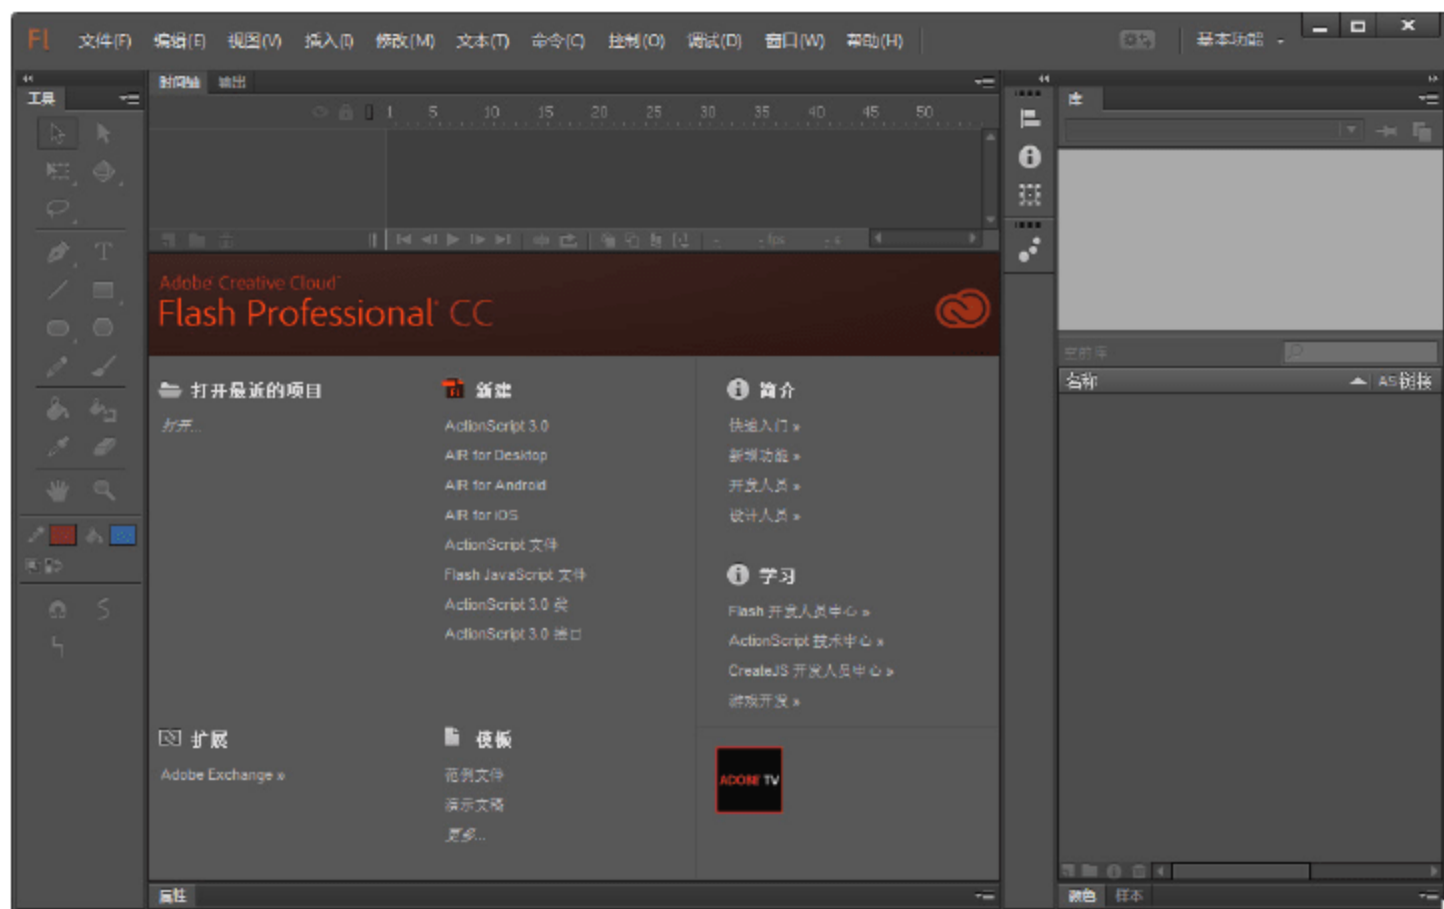 Fl 文件(F) 编辑(E) 视图(V) 插入(I) 修改(M) 文本(T) 命令(C) 控制(O) 调试(D) 窗口(W) 帮助(H) 基本功能
工具
时间轴 输出
1 5 10 15 20 25 30 35 40 45 50
fps
库
空的库
名称 AS 链接
Adobe Creative Cloud
Flash Professional CC
打开最近的项目
打开...
新建
ActionScript 3.0
AIR for Desktop
AIR for Android
AIR for iOS
ActionScript 文件
Flash JavaScript 文件
ActionScript 3.0 类
ActionScript 3.0 接口
简介
快速入门 »
新增功能 »
开发人员 »
设计人员 »
学习
Flash 开发人员中心 »
ActionScript 技术中心 »
CreateJS 开发人员中心 »
游戏开发 »
扩展
Adobe Exchange »
模板
范例文件
演示文稿
更多...
ADOBE TV
属性
颜色 样本